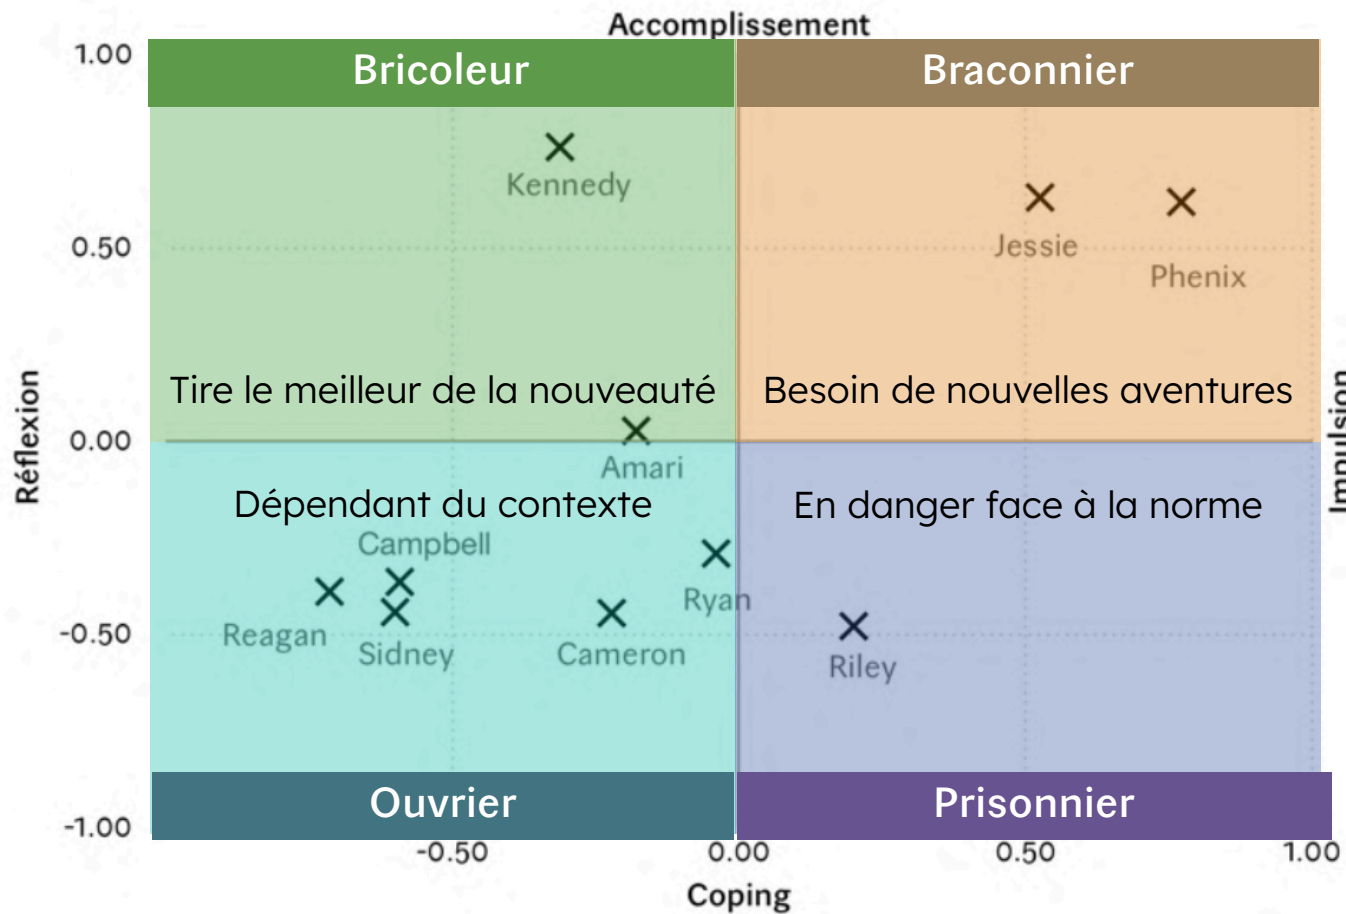 Accomplissement
1.00
Bricoleur
Braconnier
Kennedy
Jessie
Phenix
0.50
Tire le meilleur de la nouveauté
Besoin de nouvelles aventures
Réflexion
Impulsion
0.00
Amari
Dépendant du contexte
En danger face à la norme
Campbell
Ryan
Reagan
Sidney
Cameron
Riley
-0.50
Ouvrier
Prisonnier
-1.00
-0.50
0.00
0.50
1.00
Coping